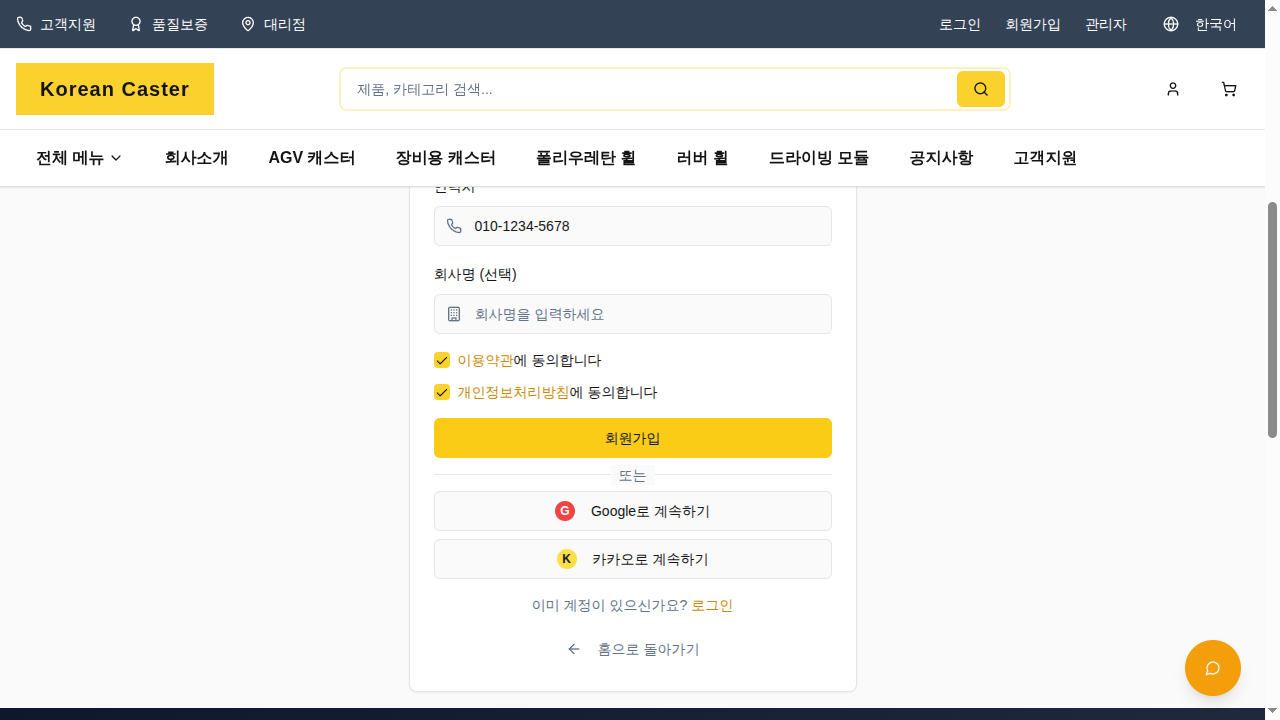 고객지원 품질보증 대리점 로그인 회원가입 관리자 한국어
Korean Caster 제품, 카테고리 검색...
전체 메뉴 회사소개 AGV 캐스터 장비용 캐스터 폴리우레탄 휠 러버 휠 드라이빙 모듈 공지사항 고객지원
010-1234-5678
회사명 (선택)
회사명을 입력하세요
이용약관에 동의합니다
개인정보처리방침에 동의합니다
회원가입
또는
G Google로 계속하기
K 카카오로 계속하기
이미 계정이 있으신가요? 로그인
홈으로 돌아가기